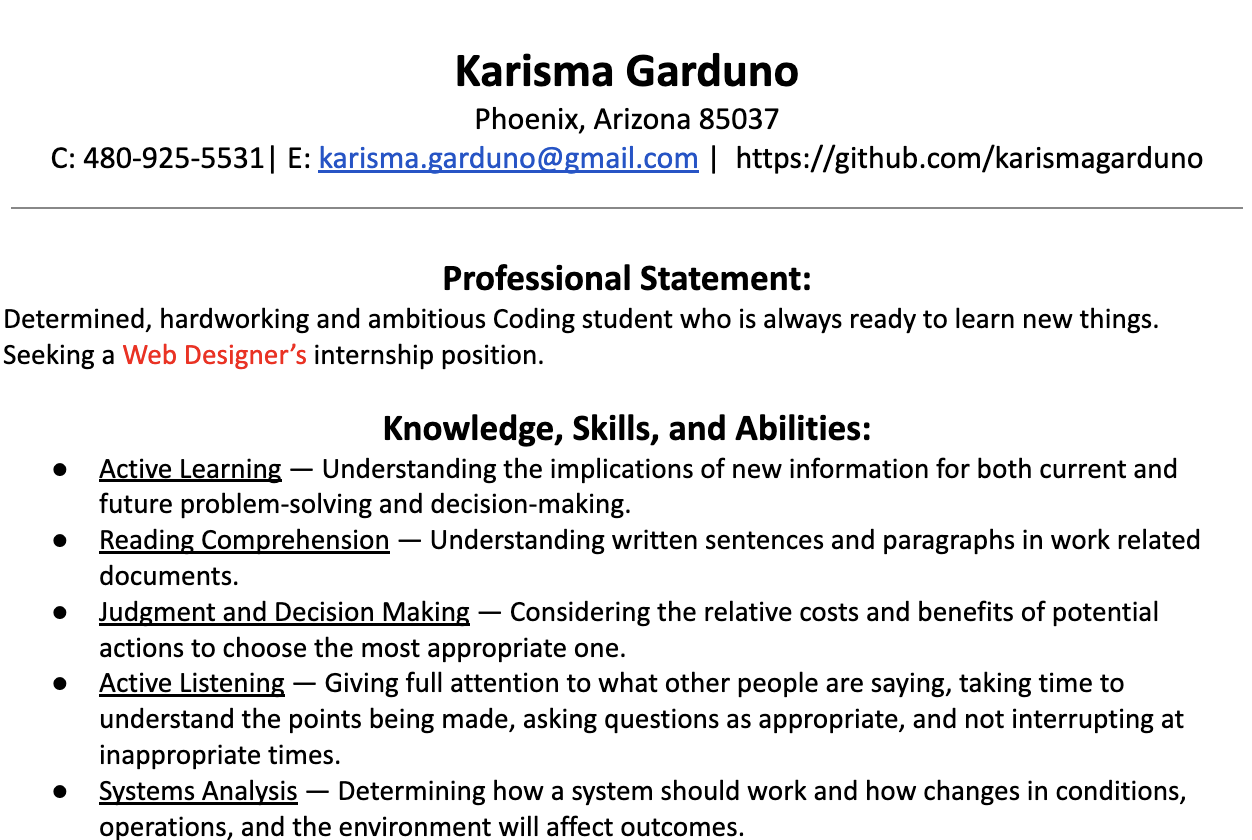 Karisma Garduno
Phoenix, Arizona 85037
C: 480-925-5531| E: karisma.garduno@gmail.com | https://github.com/karismagarduno
Professional Statement:
Determined, hardworking and ambitious Coding student who is always ready to learn new things.
Seeking a Web Designer’s internship position.
Knowledge, Skills, and Abilities:
● Active Learning — Understanding the implications of new information for both current and
future problem-solving and decision-making.
● Reading Comprehension — Understanding written sentences and paragraphs in work related
documents.
● Judgment and Decision Making — Considering the relative costs and benefits of potential
actions to choose the most appropriate one.
● Active Listening — Giving full attention to what other people are saying, taking time to
understand the points being made, asking questions as appropriate, and not interrupting at
inappropriate times.
● Systems Analysis — Determining how a system should work and how changes in conditions,
operations, and the environment will affect outcomes.